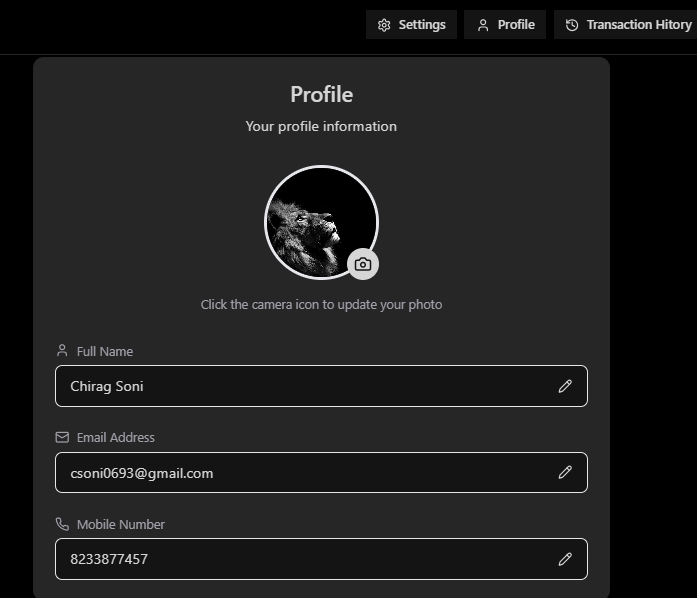 Settings Profile Transaction Hitory
Profile
Your profile information
Click the camera icon to update your photo
Full Name
Chirag Soni
Email Address
csoni0693@gmail.com
Mobile Number
8233877457